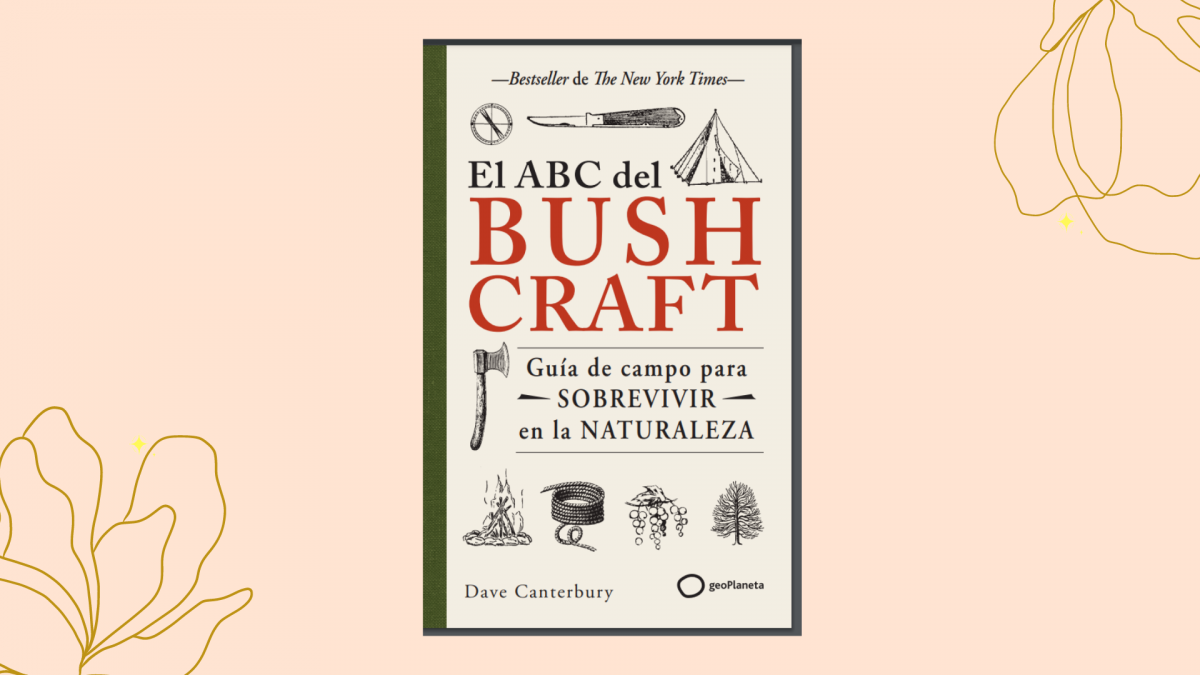 —Bestseller de The New York Times—
El ABC del
BUSH
CRAFT
Guía de campo para
SOBREVIVIR
en la NATURALEZA
Dave Canterbury
geoPlaneta